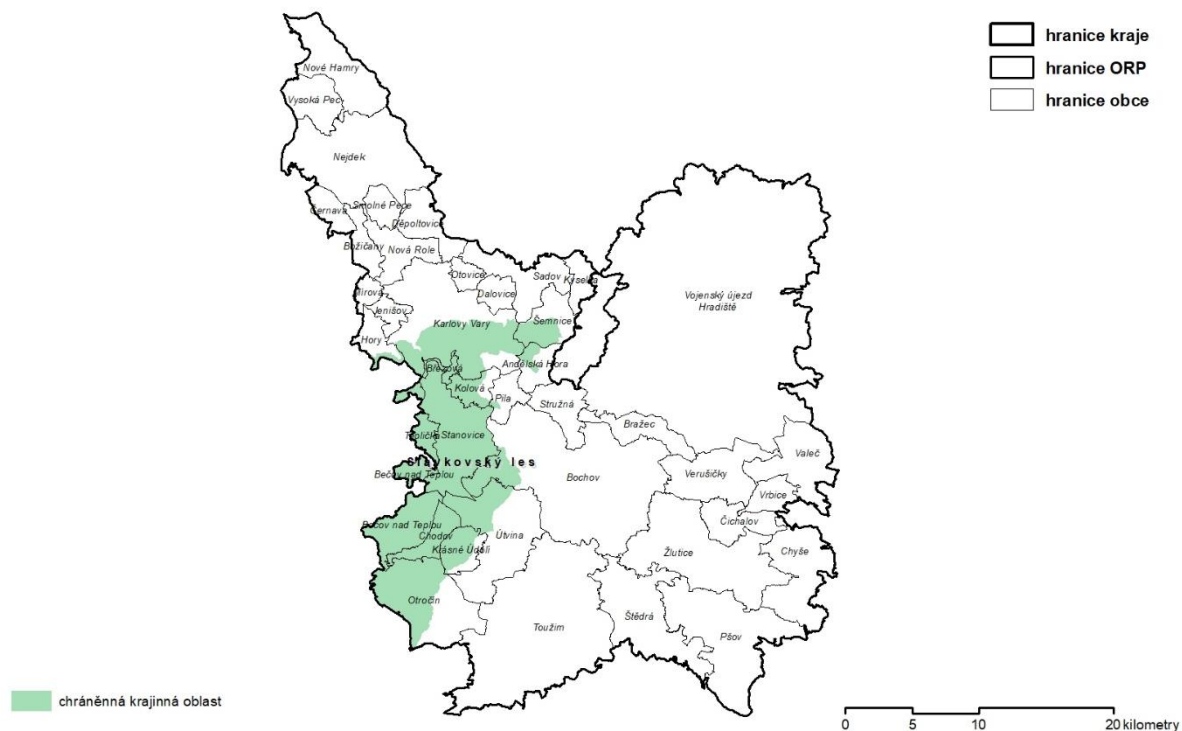 hranice kraje
hranice ORP
hranice obce
Nové Hamry
Vysoká Pec
Nejdek
Smolné Pece
Černava
Děpoltovice
Božičany
Nová Role
Otovice
Sadov
Kyselka
Mírová
Dalovice
Vojenský újezd
Hradiště
Jenišov
Karlovy Vary
Šemnice
Hory
Andělská Hora
Březová
Kolová
Pila
Stružná
Bražec
Teplička
Stanovice
Valeč
Slavkovský les
Bečov nad Teplou
Bochov
Verušičky
Vrbice
Bečov nad Teplou
Chodov
Útvina
Čichalov
Krásné Údolí
Žlutice
Chyše
Otročin
Štědrá
Toužim
Pšov
chráněnná krajinná oblast
0 5 10 20 kilometry